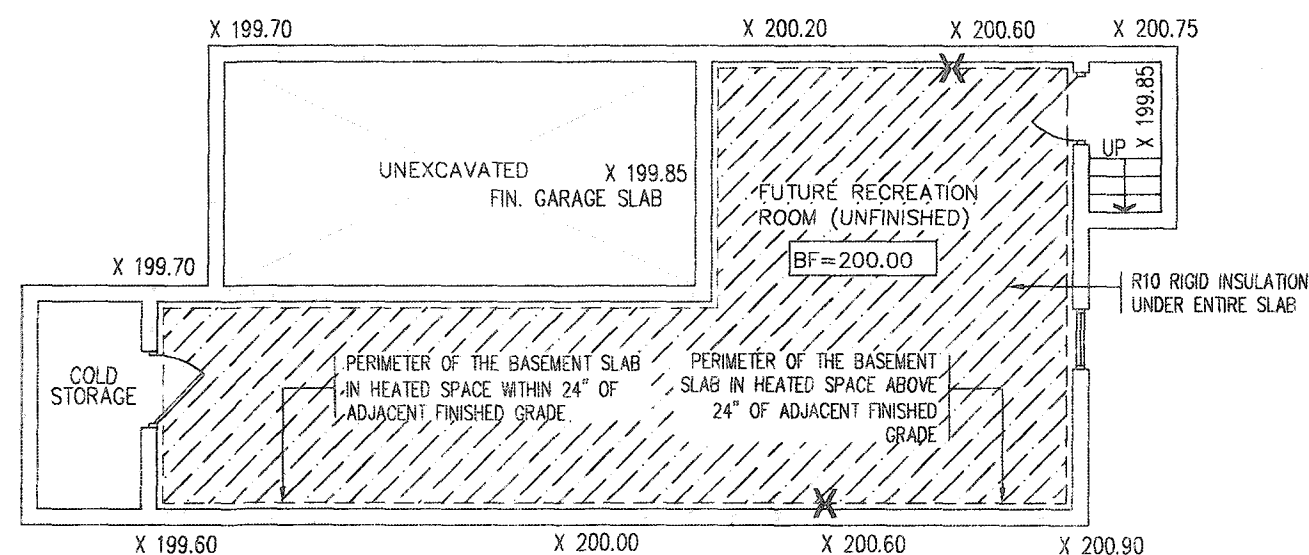 X 199.70
X 200.20
X 200.60
X 200.75
X 199.85
UP
UNEXCAVATED
X 199.85
FIN. GARAGE SLAB
FUTURE RECREATION
ROOM (UNFINISHED)
BF=200.00
X 199.70
R10 RIGID INSULATION
UNDER ENTIRE SLAB
COLD
STORAGE
PERIMETER OF THE BASEMENT SLAB
IN HEATED SPACE WITHIN 24" OF
ADJACENT FINISHED GRADE
PERIMETER OF THE BASEMENT
SLAB IN HEATED SPACE ABOVE
24" OF ADJACENT FINISHED
GRADE
X 199.60
X 200.00
X 200.60
X 200.90